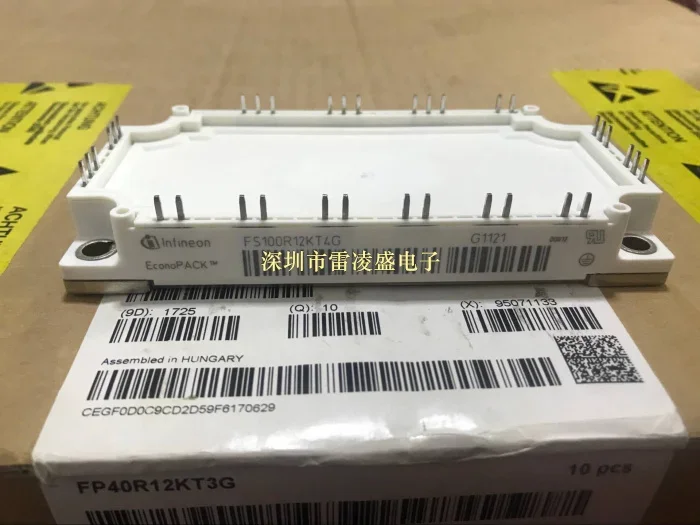 Infineon
FS100R12KT4G
G1121
EconoPACK™
深圳市雷凌盛电子
(9D): 1725
(Q): 10
(X): 95071133
Assembled in HUNGARY
CEGF0D0C9CD2D59F6170629
FP40R12KT3G
10 pcs